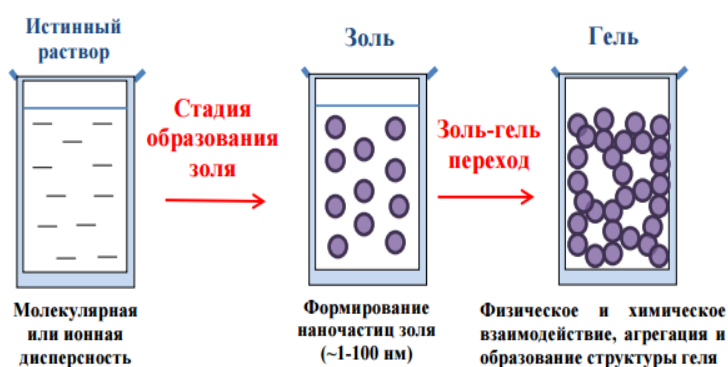 Истинный
раствор
Стадия
образования
золя
Золь
Золь-гель
переход
Гель
Молекулярная
или ионная
дисперсность
Формирование
наночастиц золя
(~1-100 нм)
Физическое и химическое
взаимодействие, агрегация и
образование структуры геля